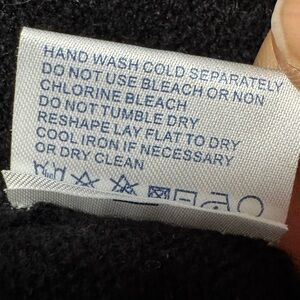 HAND WASH COLD SEPARATELY
DO NOT USE BLEACH OR NON
CHLORINE BLEACH
DO NOT TUMBLE DRY
RESHAPE LAY FLAT TO DRY
COOL IRON IF NECESSARY
OR DRY CLEAN